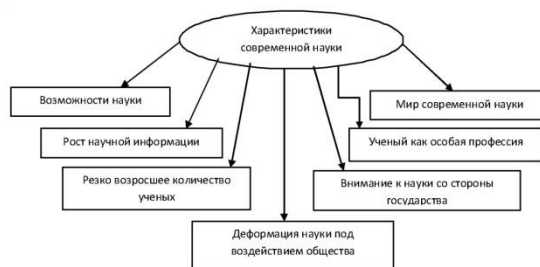 Характеристики
современной науки
Возможности науки
Мир современной науки
Рост научной информации
Ученый как особая профессия
Резко возросшее количество
ученых
Внимание к науки со стороны
государства
Деформация науки под
воздействием общества